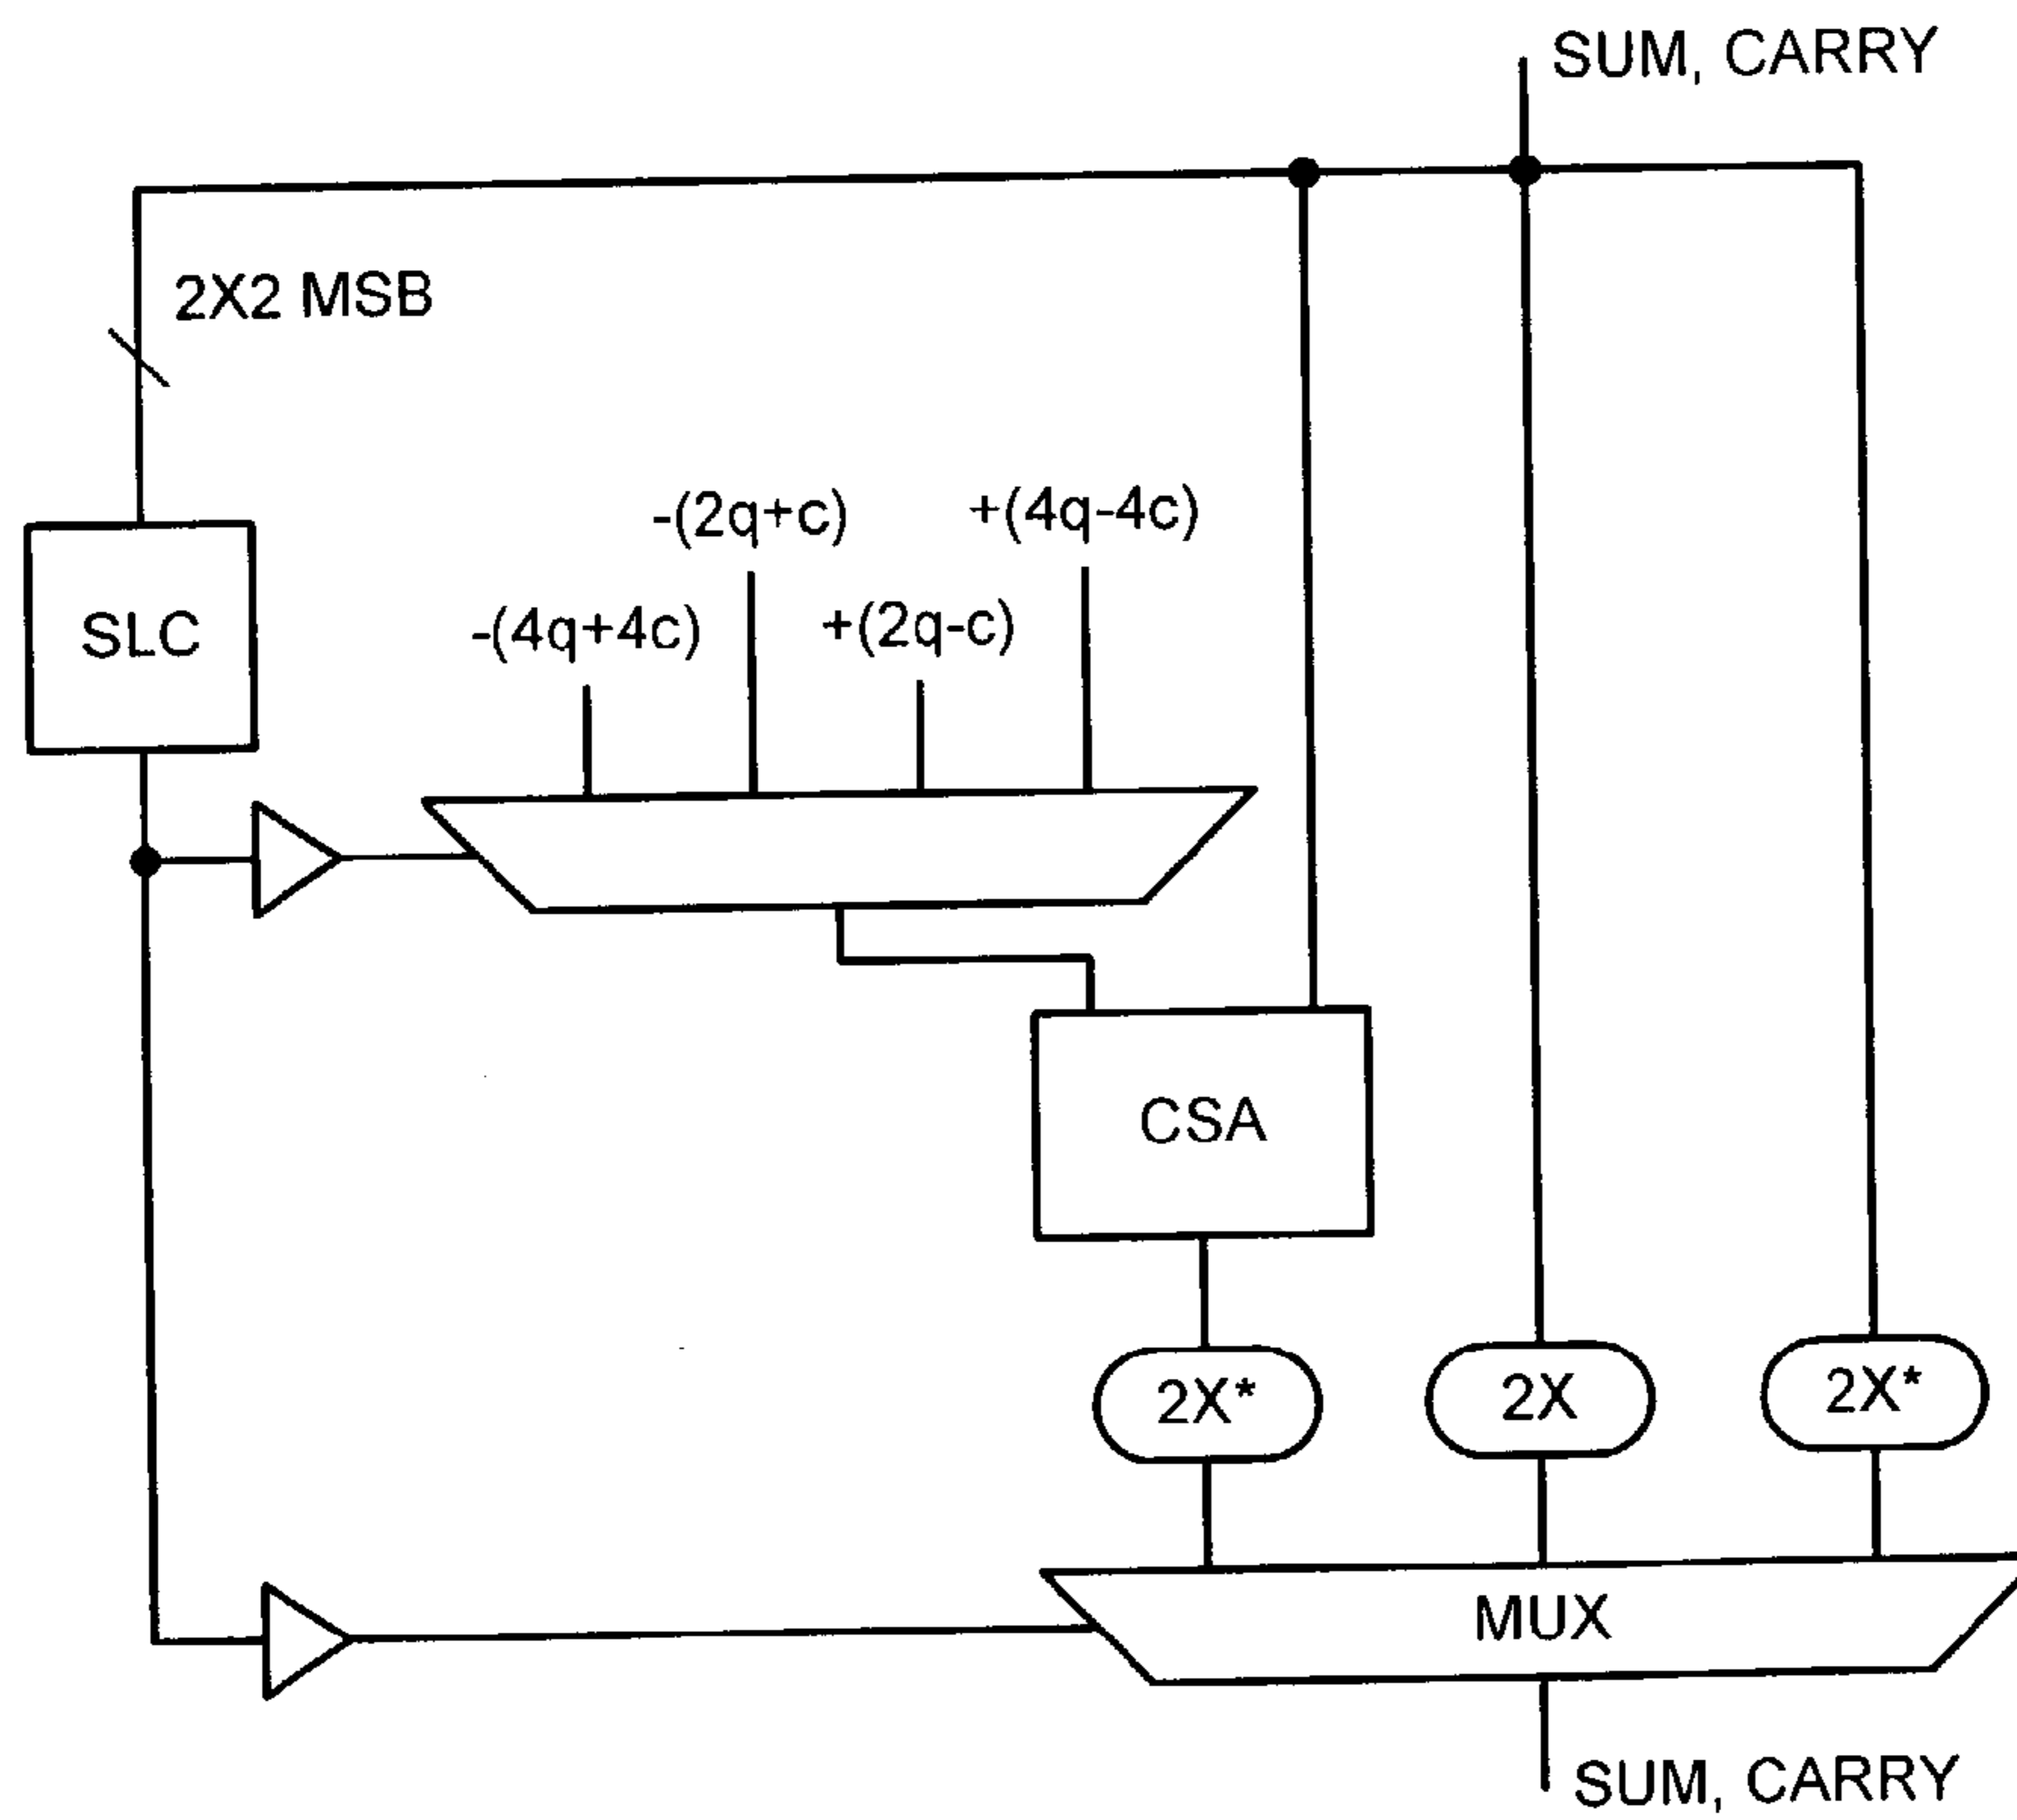 SUM, CARRY
2X2 MSB
-(2q+c)
+(4q-4c)
SLC
-(4q+4c)
+(2q-c)
CSA
2X*
2X
2X*
MUX
SUM, CARRY